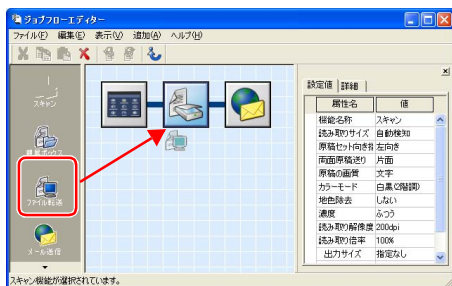 ジョブフローエディター
ファイル(F) 編集(E) 表示(V) 追加(A) ヘルプ(H)
スキャン
親展ボックス
ファイル転送
メール送信
設定値 詳細
属性名 値
機能名称 スキャン
読み取りサイズ 自動検知
原稿セット向き指 左向き
両面原稿送り 片面
原稿の画質 文字
カラーモード 白黒(2階調)
地色除去 しない
濃度 ふつう
読み取り解像度 200dpi
読み取り倍率 100%
出力サイズ 指定なし
スキャン機能が選択されています。